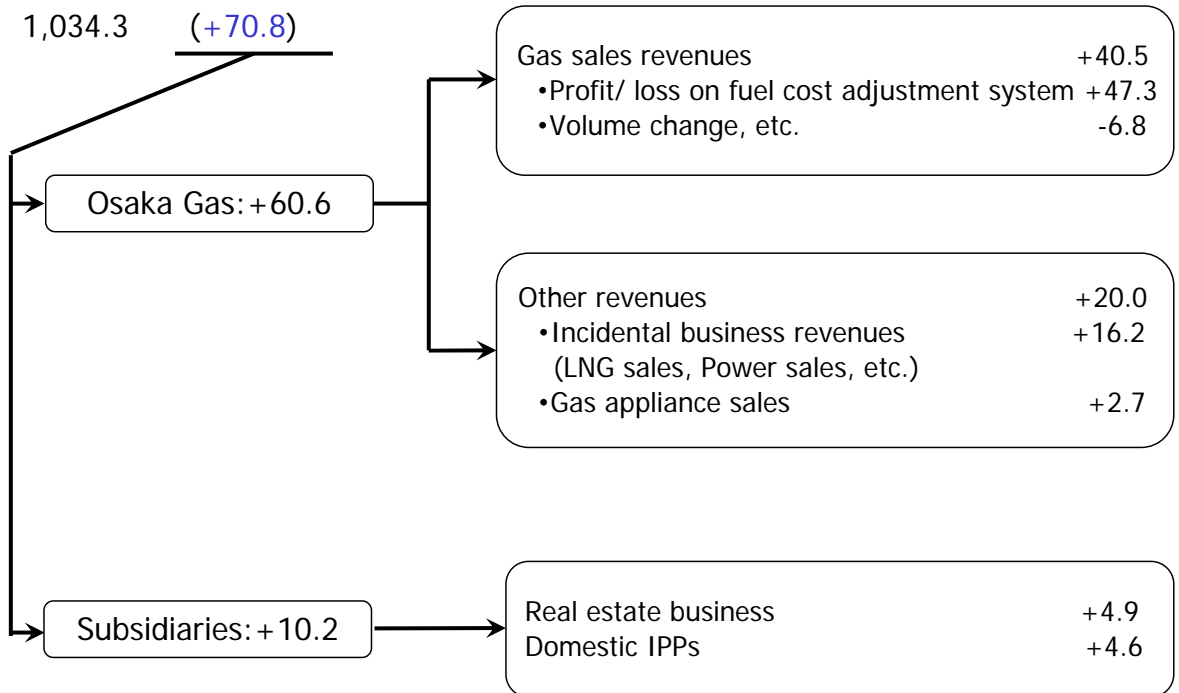 1,034.3 (+70.8)
Gas sales revenues +40.5
•Profit/ loss on fuel cost adjustment system +47.3
•Volume change, etc. -6.8
Osaka Gas:+60.6
Other revenues +20.0
•Incidental business revenues +16.2
(LNG sales, Power sales, etc.)
•Gas appliance sales +2.7
Subsidiaries:+10.2
Real estate business +4.9
Domestic IPPs +4.6